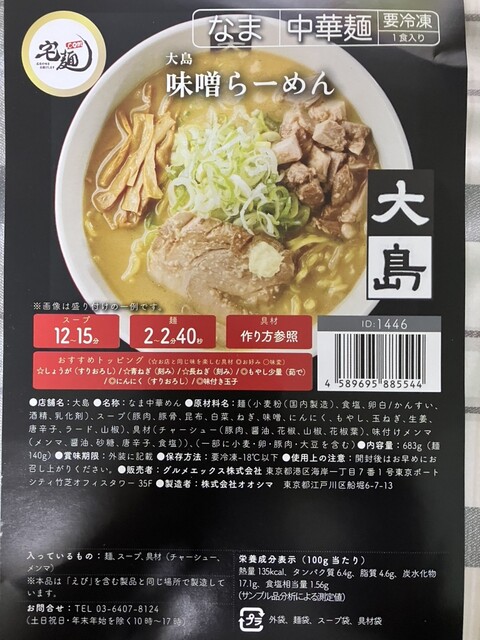 宅麺.com
なま 中華麺 要冷凍
1食入り
大島
味噌らーめん
大島
※画像は盛り付けの一例です。
スープ 麺 具材
12〜15分 2〜2分40秒 作り方参照
ID:1446
おすすめトッピング (☆お店と同じ味を楽しむ具材 ◎お好み ○味変)
☆しょうが(すりおろし)/☆青ねぎ(刻み)/☆長ねぎ(刻み)/◎もやし少量(茹で)
/◎にんにく(すりおろし)/◎味付き玉子
4 589695 885544
●店舗名:大島 ●名称:なま中華めん ●原材料名:麺(小麦粉(国内製造)、食塩、卵白/かんすい、
酒精、乳化剤)、スープ(豚肉、豚骨、昆布、白菜、ねぎ、味噌、にんにく、もやし、玉ねぎ、生姜、
唐辛子、ラード、山椒)、具材(チャーシュー(豚肉、醤油、花椒、山椒、花椒葉)、味付けメンマ
(メンマ、醤油、砂糖、唐辛子、食塩))、(一部に小麦・卵・豚肉・大豆を含む) ●内容量:683g(麺
140g) ●賞味期限:外装に記載 ●保存方法:要冷凍-18℃以下 ●使用上の注意:開封後はお早めにお
召し上がりください。 ●販売者:グルメエックス株式会社 東京都港区海岸一丁目7番1号東京ポート
シティ竹芝オフィスタワー 35F ●製造者:株式会社オオシマ 東京都江戸川区船堀6-7-13
入っているもの:麺、スープ、具材(チャーシュー、
メンマ)
※本品は「えび」を含む製品と同じ場所で製造して
います。
お問合せ:TEL 03-6407-8124
(土日祝日・年末年始を除く10時〜17時)
栄養成分表示(100g当たり)
熱量 135kcal、タンパク質 6.4g、脂質 4.6g、炭水化物
17.1g、食塩相当量 1.56g
(サンプル品分析による測定値)
プラ 外袋、麺袋、スープ袋、具材袋